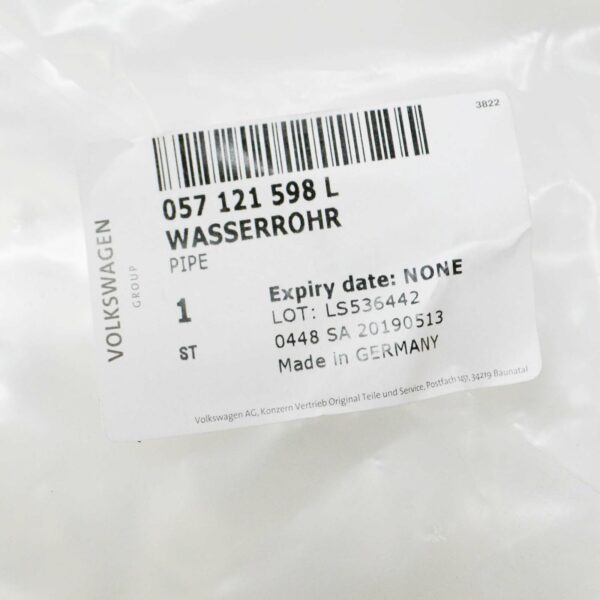 3822
057 121 598 L
WASSERROHR
PIPE
VOLKSWAGEN
GROUP
1
ST
Expiry date: NONE
LOT: LS536442
0448 SA 20190513
Made in GERMANY
Volkswagen AG, Konzern Vertrieb Original Teile und Service, Postfach 1451, 34219 Baunatal